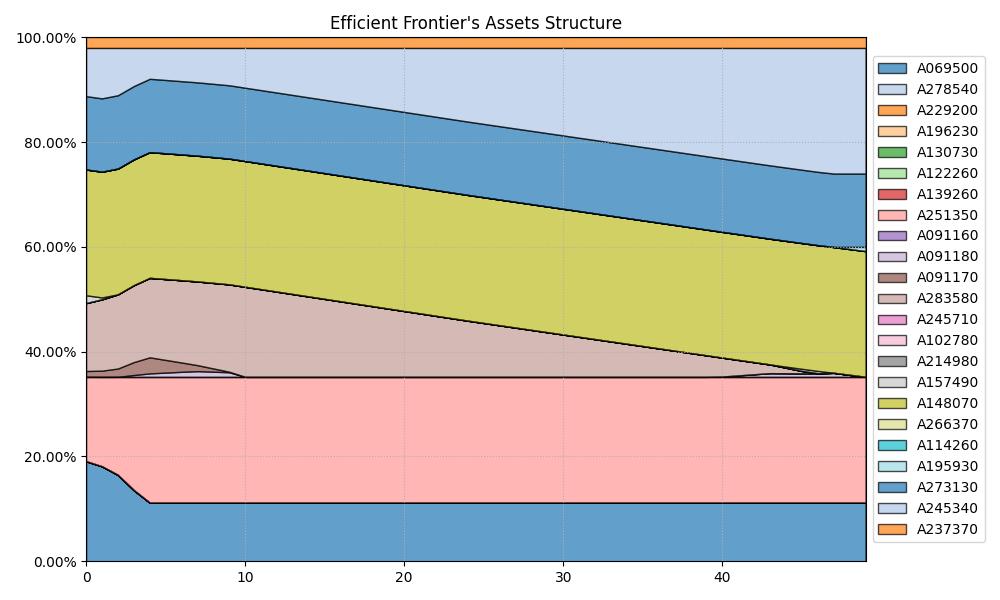 Efficient Frontier's Assets Structure
100.00%
80.00%
60.00%
40.00%
20.00%
0.00%
0
10
20
30
40
A069500
A278540
A229200
A196230
A130730
A122260
A139260
A251350
A091160
A091180
A091170
A283580
A245710
A102780
A214980
A157490
A148070
A266370
A114260
A195930
A273130
A245340
A237370